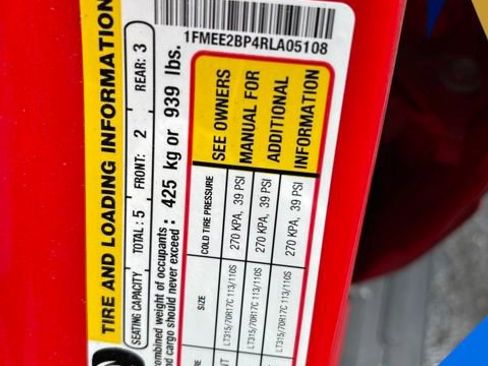 1FMEE2BP4RLA05108
TIRE AND LOADING INFORMATION
SEATING CAPACITY TOTAL: 5 FRONT: 2 REAR: 3
ombined weight of occupants
nd cargo should never exceed: 425 kg or 939 lbs.
SIZE COLD TIRE PRESSURE
LT315/70R17C 113/110S 270 KPA, 39 PSI
LT315/70R17C 113/110S 270 KPA, 39 PSI
LT315/70R17C 113/110S 270 KPA, 39 PSI
SEE OWNERS
MANUAL FOR
ADDITIONAL
INFORMATION